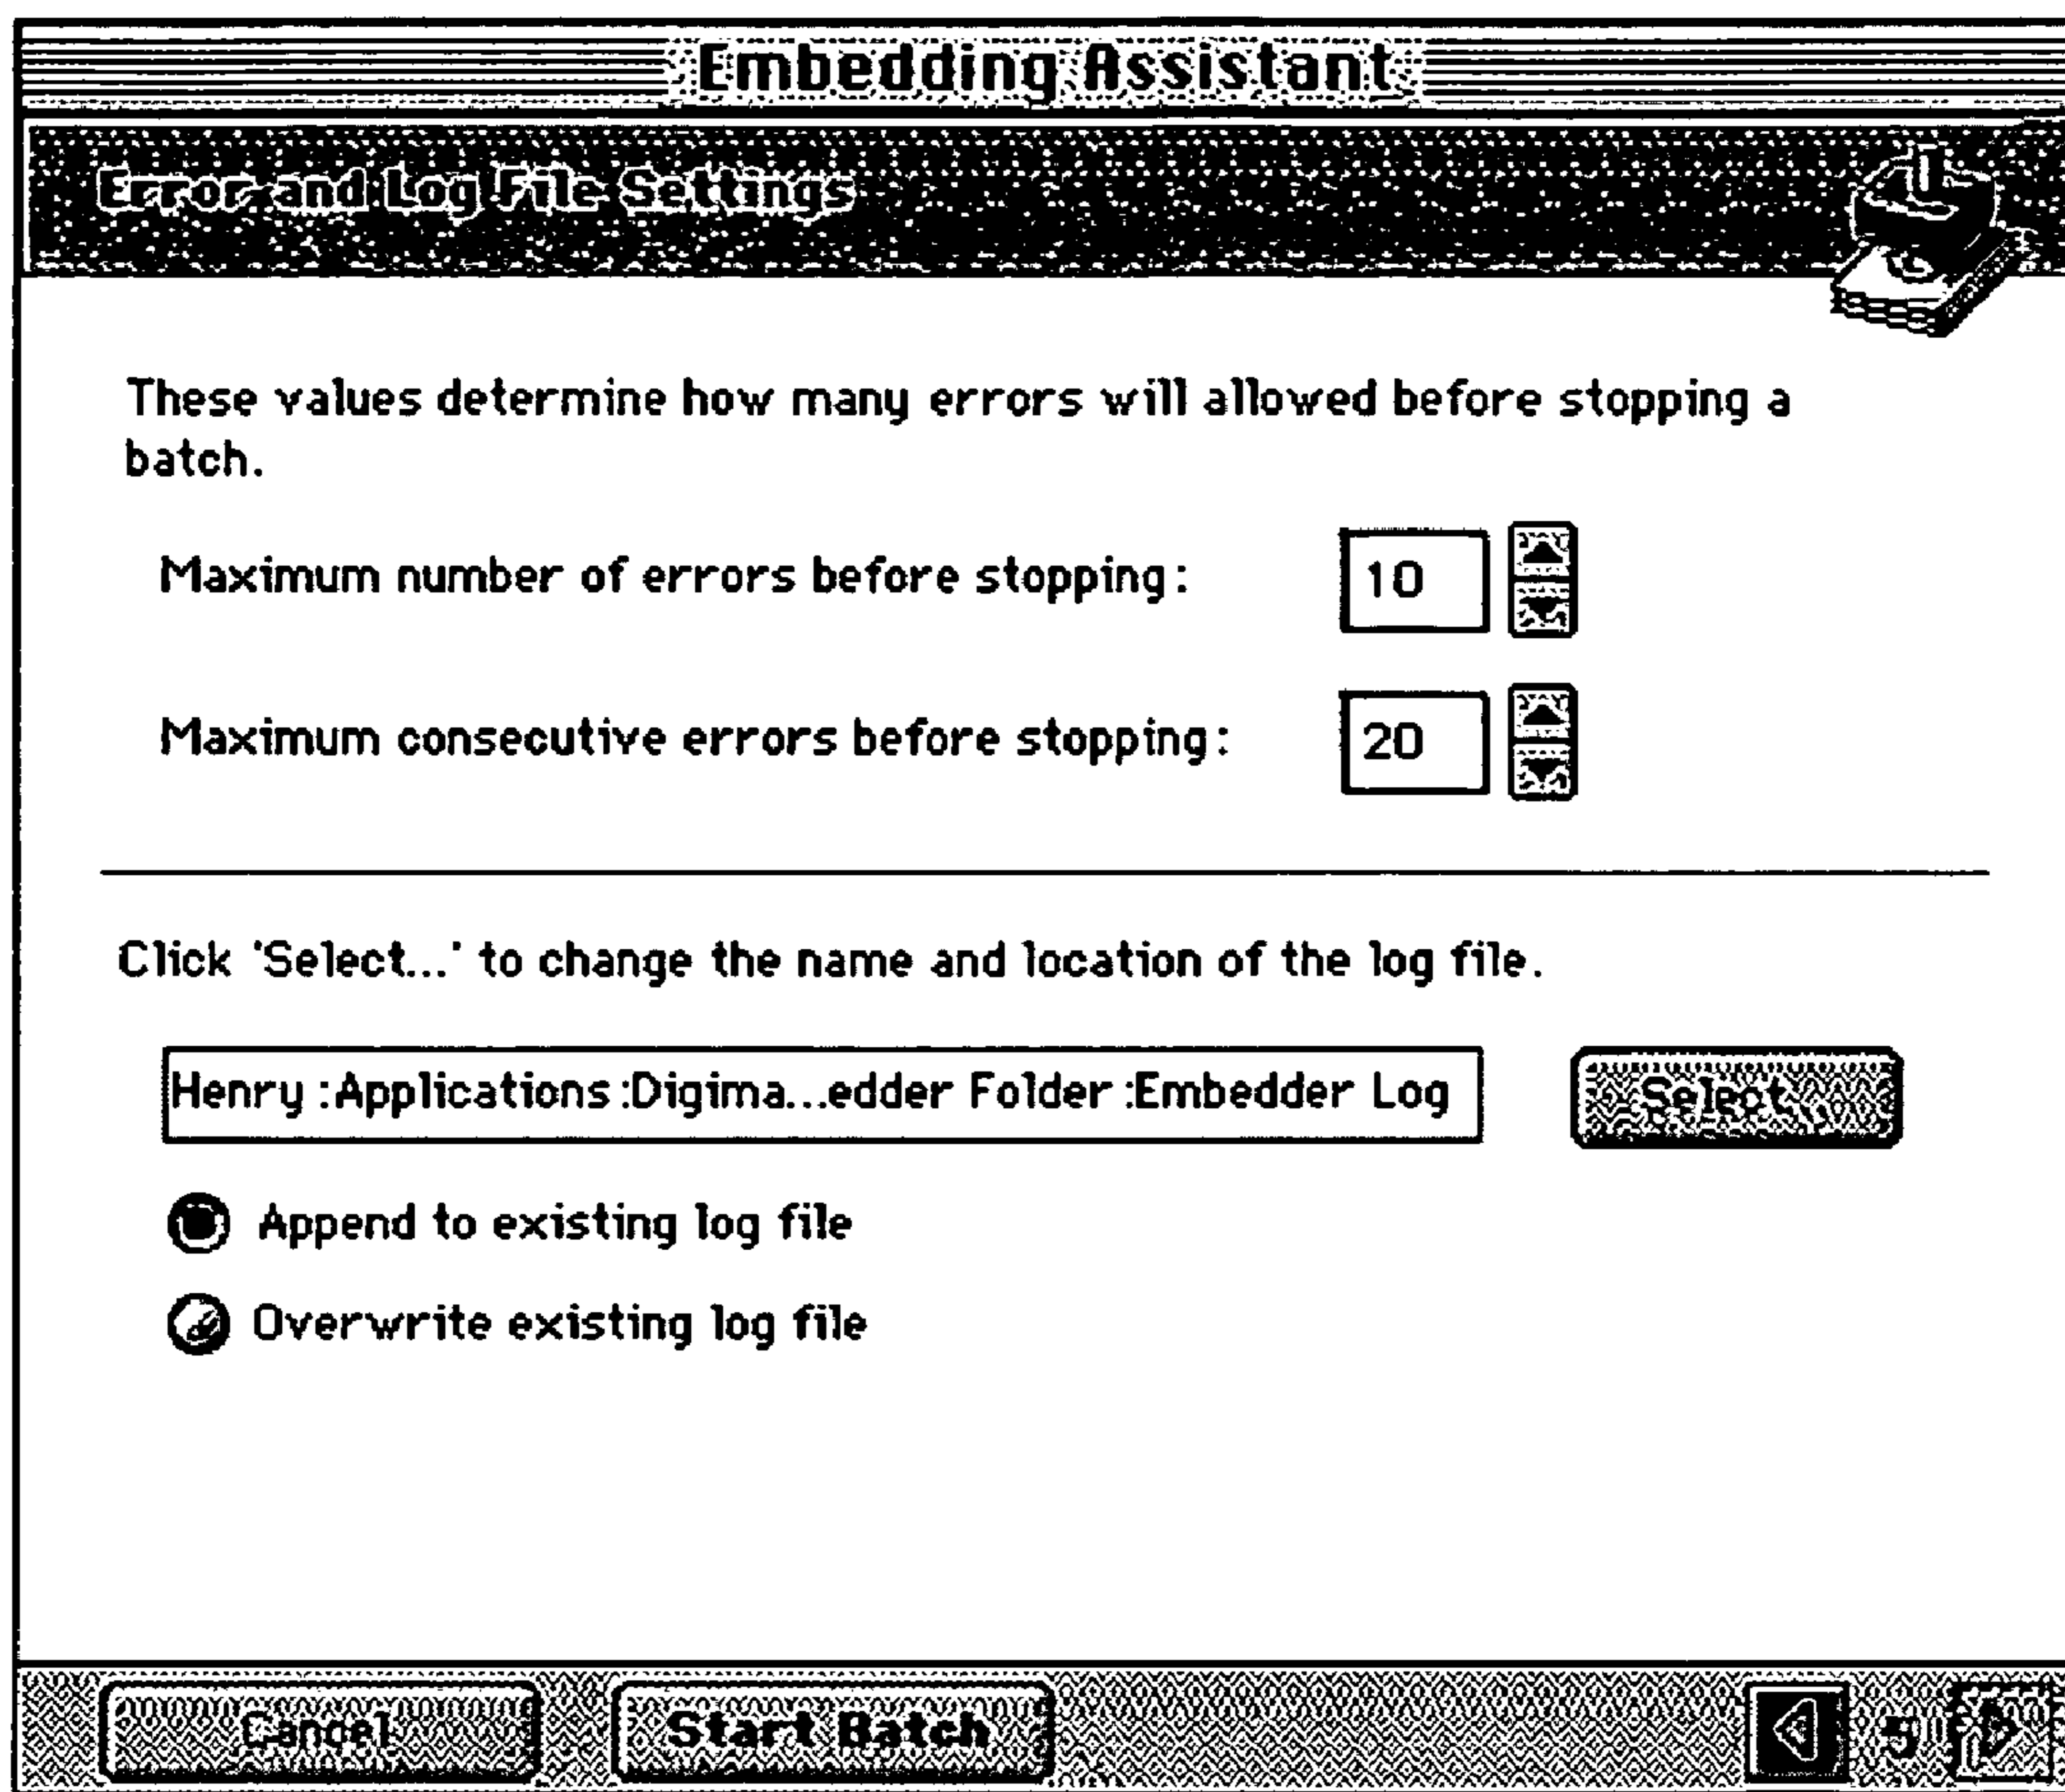 Embedding Assistant
Error and Log File Settings
These values determine how many errors will allowed before stopping a
batch.
Maximum number of errors before stopping: 10
Maximum consecutive errors before stopping: 20
Click 'Select...' to change the name and location of the log file.
Henry :Applications :Digima...edder Folder :Embedder Log Select...
Append to existing log file
Overwrite existing log file
Cancel Start Batch 5